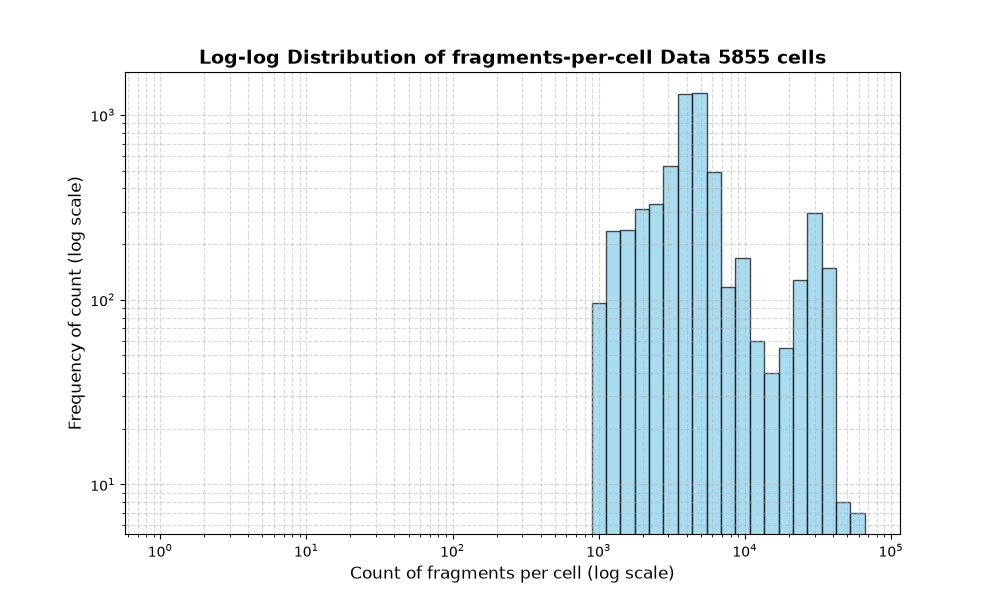 Log-log Distribution of fragments-per-cell Data 5855 cells
Frequency of count (log scale)
10³
10²
10¹
10⁰ 10¹ 10² 10³ 10⁴ 10⁵
Count of fragments per cell (log scale)